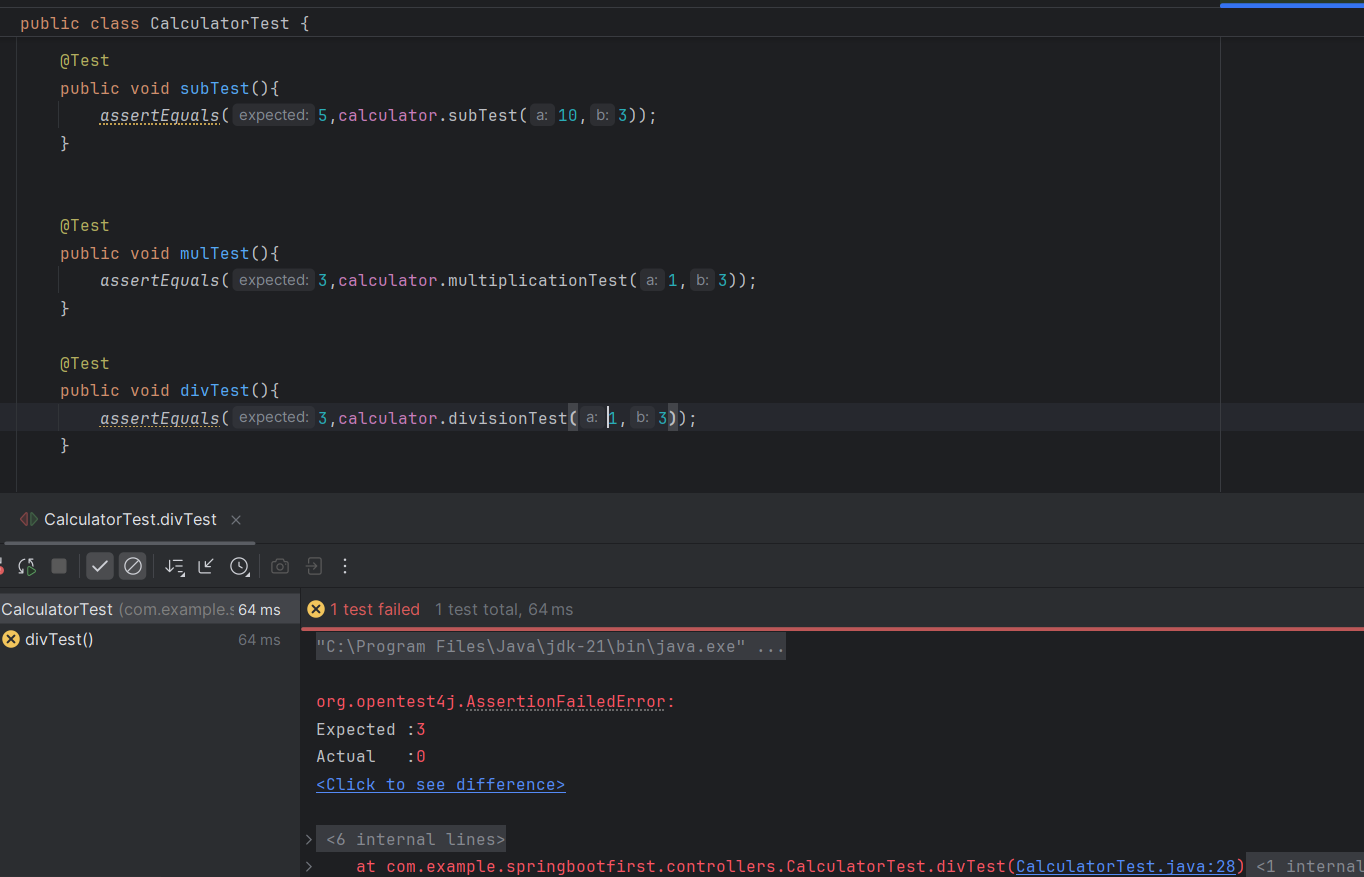 public class CalculatorTest {
@Test
public void subTest(){
assertEquals( expected: 5,calculator.subTest( a: 10, b: 3));
}
@Test
public void mulTest(){
assertEquals( expected: 3,calculator.multiplicationTest( a: 1, b: 3));
}
@Test
public void divTest(){
assertEquals( expected: 3,calculator.divisionTest( a: 1, b: 3));
}
CalculatorTest.divTest
CalculatorTest (com.example.s 64 ms
1 test failed 1 test total, 64 ms
divTest() 64 ms
"C:\Program Files\Java\jdk-21\bin\java.exe" ...
org.opentest4j.AssertionFailedError:
Expected :3
Actual :0
<Click to see difference>
<6 internal lines>
at com.example.springbootfirst.controllers.CalculatorTest.divTest(CalculatorTest.java:28) <1 internal